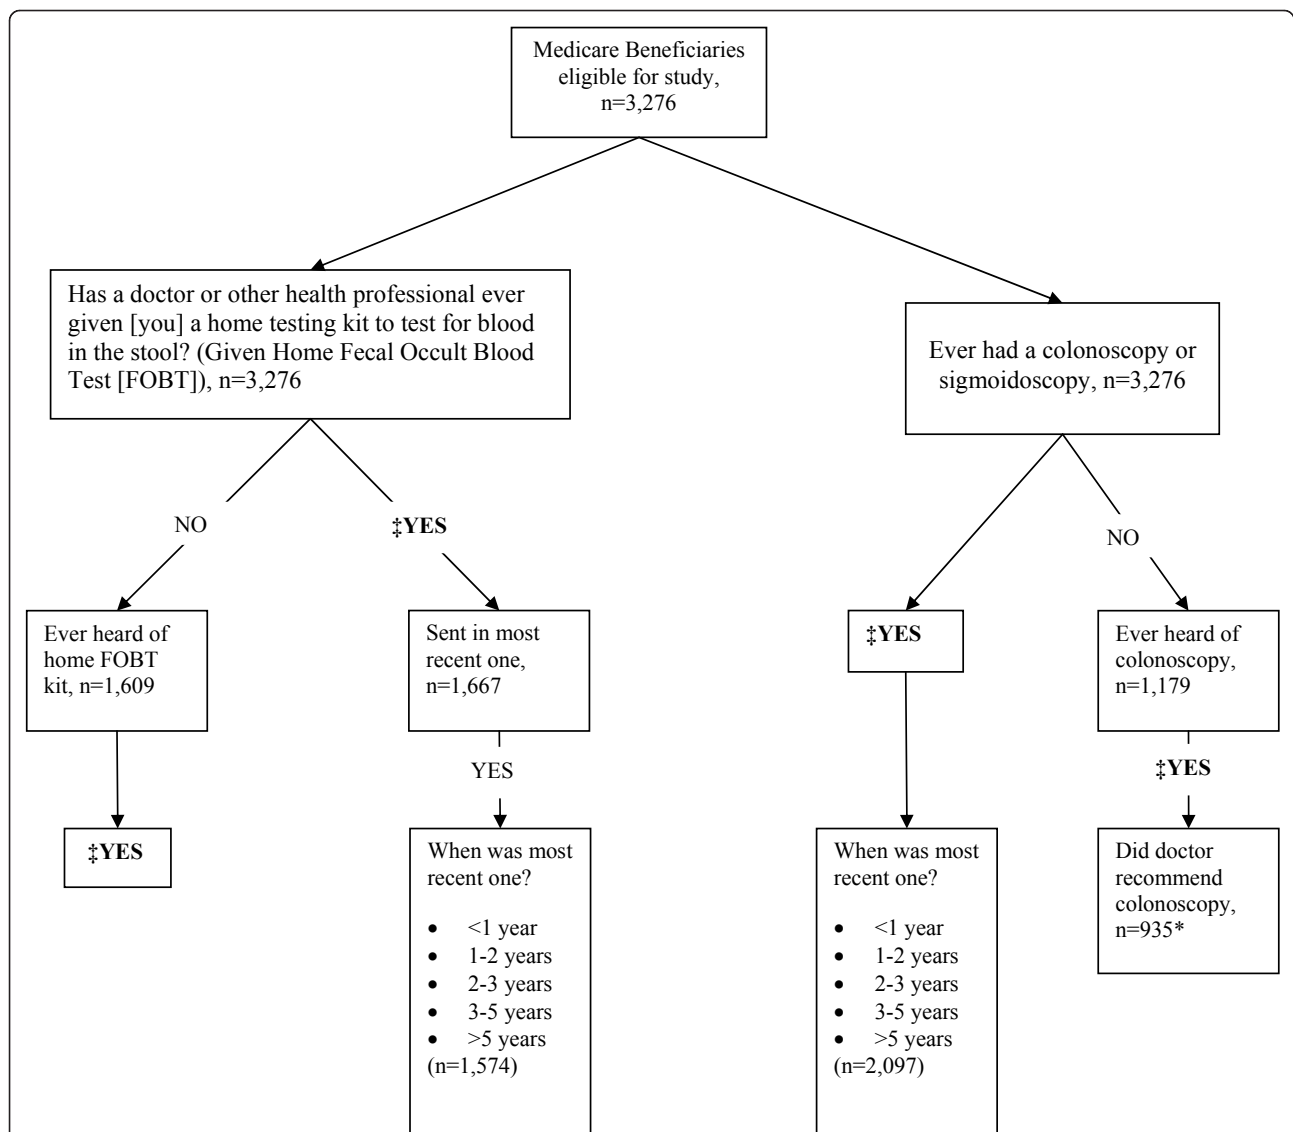 Medicare Beneficiaries
eligible for study,
n=3,276
Has a doctor or other health professional ever
given [you] a home testing kit to test for blood
in the stool? (Given Home Fecal Occult Blood
Test [FOBT]), n=3,276
Ever had a colonoscopy or
sigmoidoscopy, n=3,276
NO
‡YES
NO
Ever heard of
home FOBT
kit, n=1,609
Sent in most
recent one,
n=1,667
‡YES
Ever heard of
colonoscopy,
n=1,179
YES
‡YES
‡YES
When was most
recent one?
• <1 year
• 1-2 years
• 2-3 years
• 3-5 years
• >5 years
(n=1,574)
When was most
recent one?
• <1 year
• 1-2 years
• 2-3 years
• 3-5 years
• >5 years
(n=2,097)
Did doctor
recommend
colonoscopy,
n=935*